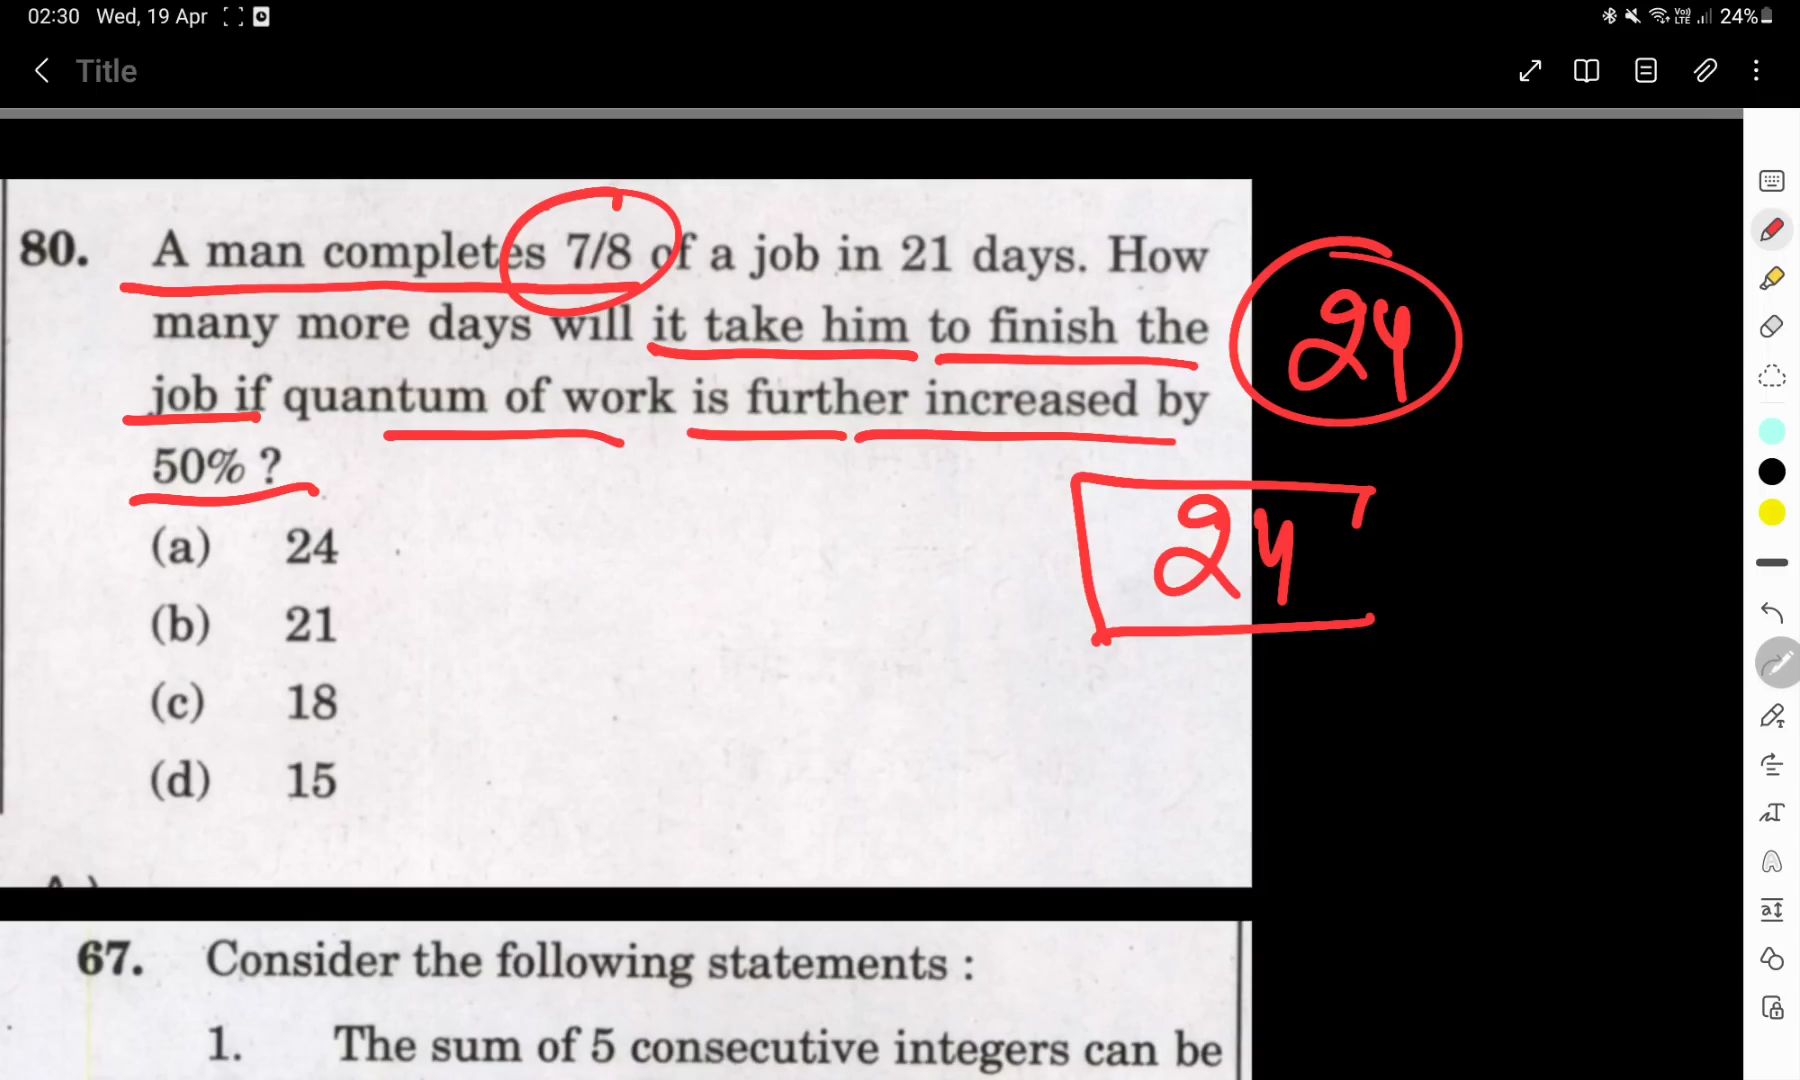 02:30 Wed, 19 Apr
24%
Title
80. A man completes 7/8 of a job in 21 days. How
many more days will it take him to finish the
job if quantum of work is further increased by
50% ?
24
24
(a) 24
(b) 21
(c) 18
(d) 15
67. Consider the following statements :
1. The sum of 5 consecutive integers can be